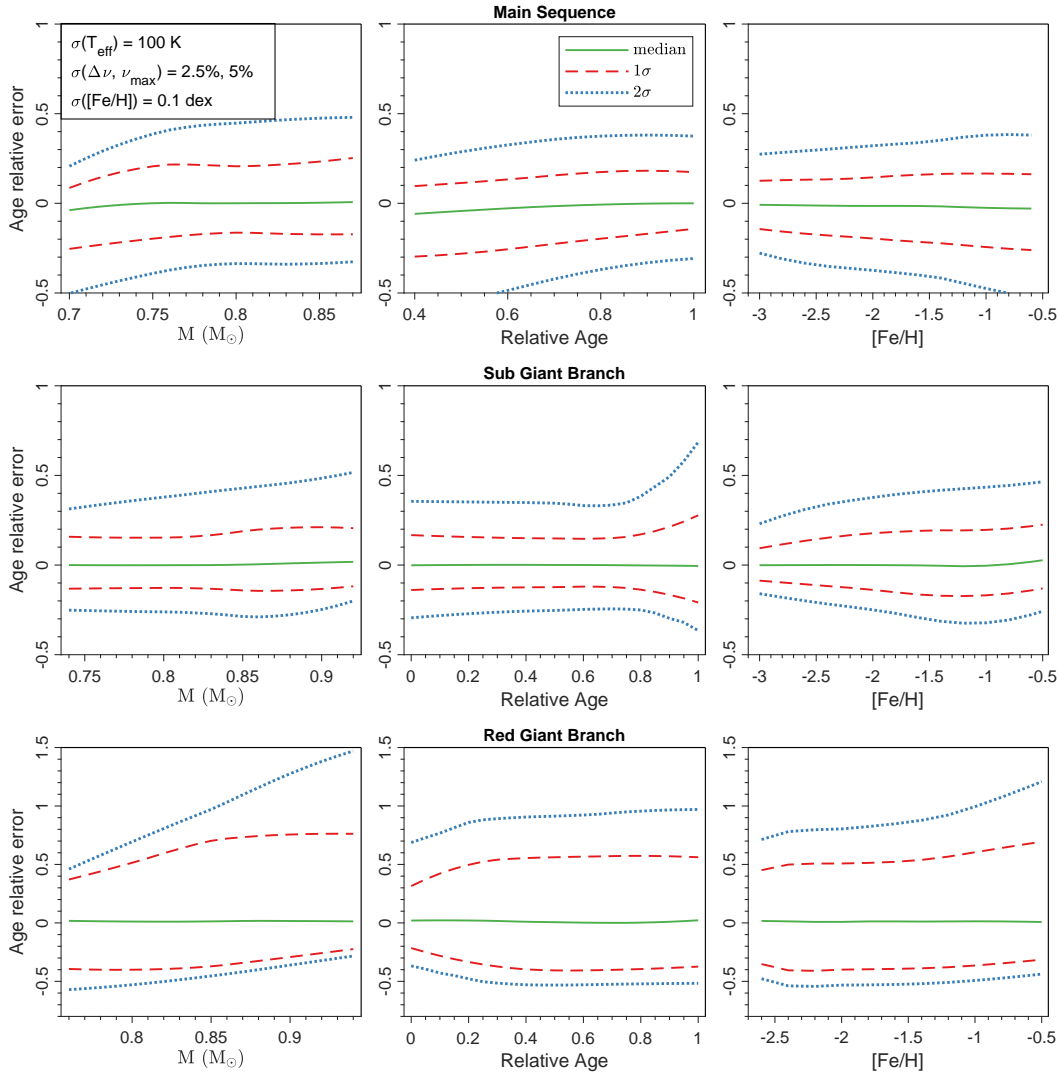 Main Sequence
σ(T_eff) = 100 K
σ(Δν, ν_max) = 2.5%, 5%
σ([Fe/H]) = 0.1 dex
median
1σ
2σ
Age relative error
1
0.5
0
-0.5
0.7 0.75 0.8 0.85
M (M⊙)
0.4 0.6 0.8 1
Relative Age
-3 -2.5 -2 -1.5 -1 -0.5
[Fe/H]
Sub Giant Branch
Age relative error
1
0.5
0
-0.5
0.75 0.8 0.85 0.9
M (M⊙)
0 0.2 0.4 0.6 0.8 1
Relative Age
-3 -2.5 -2 -1.5 -1 -0.5
[Fe/H]
Red Giant Branch
Age relative error
1.5
1
0.5
0
-0.5
0.8 0.85 0.9
M (M⊙)
0 0.2 0.4 0.6 0.8 1
Relative Age
-2.5 -2 -1.5 -1 -0.5
[Fe/H]